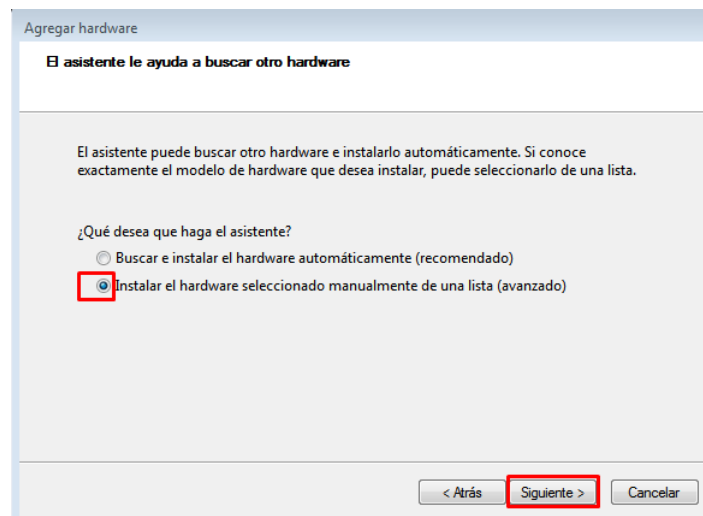 Agregar hardware
El asistente le ayuda a buscar otro hardware
El asistente puede buscar otro hardware e instalarlo automáticamente. Si conoce
exactamente el modelo de hardware que desea instalar, puede seleccionarlo de una lista.
¿Qué desea que haga el asistente?
Buscar e instalar el hardware automáticamente (recomendado)
Instalar el hardware seleccionado manualmente de una lista (avanzado)
< Atrás Siguiente > Cancelar